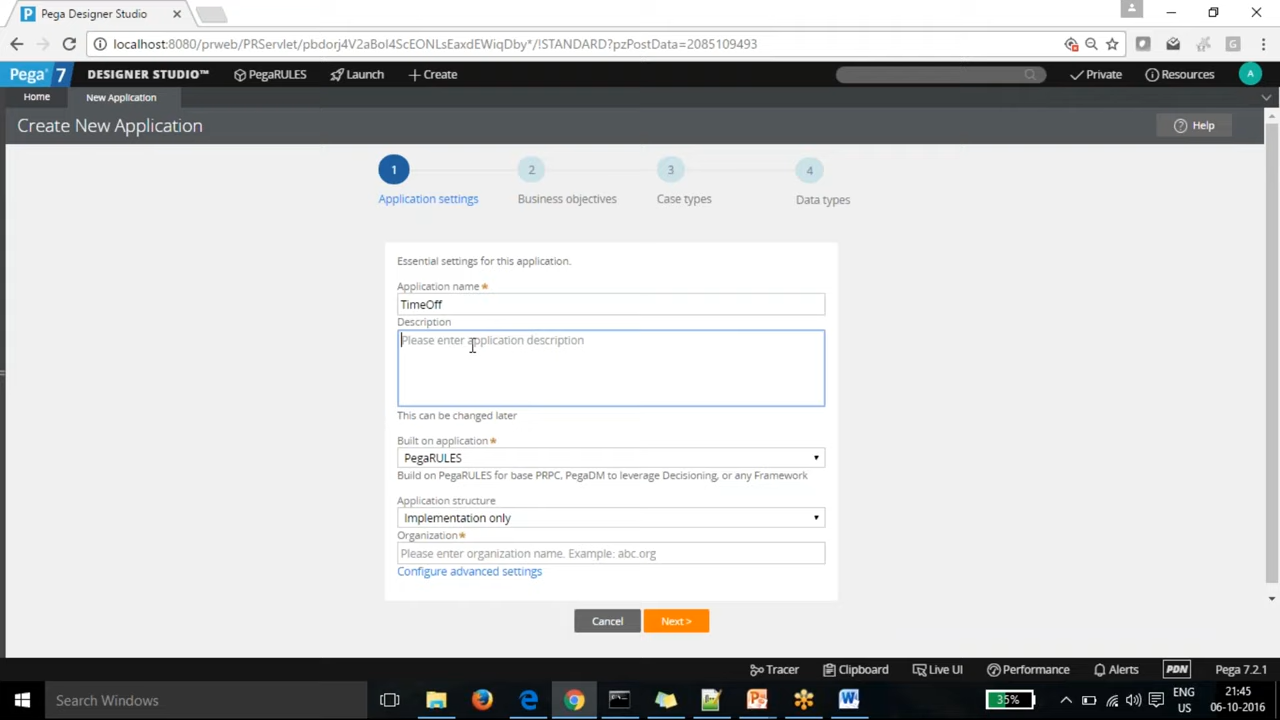 Pega Designer Studio
localhost:8080/prweb/PRServlet/pbdorj4V2aBoI4ScEONLsEaxdEWiqDby*/!STANDARD?pzPostData=2085109493
Pega 7 DESIGNER STUDIO™ PegaRULES Launch Create Private Resources A
Home New Application
Create New Application Help
1 2 3 4
Application settings Business objectives Case types Data types
Essential settings for this application.
Application name*
TimeOff
Description
Please enter application description
This can be changed later
Built on application*
PegaRULES
Build on PegaRULES for base PRPC, PegaDM to leverage Decisioning, or any Framework
Application structure
Implementation only
Organization*
Please enter organization name. Example: abc.org
Configure advanced settings
Cancel Next >
Tracer Clipboard Live UI Performance Alerts PDN Pega 7.2.1
Search Windows 35% ENG 21:45
US 06-10-2016